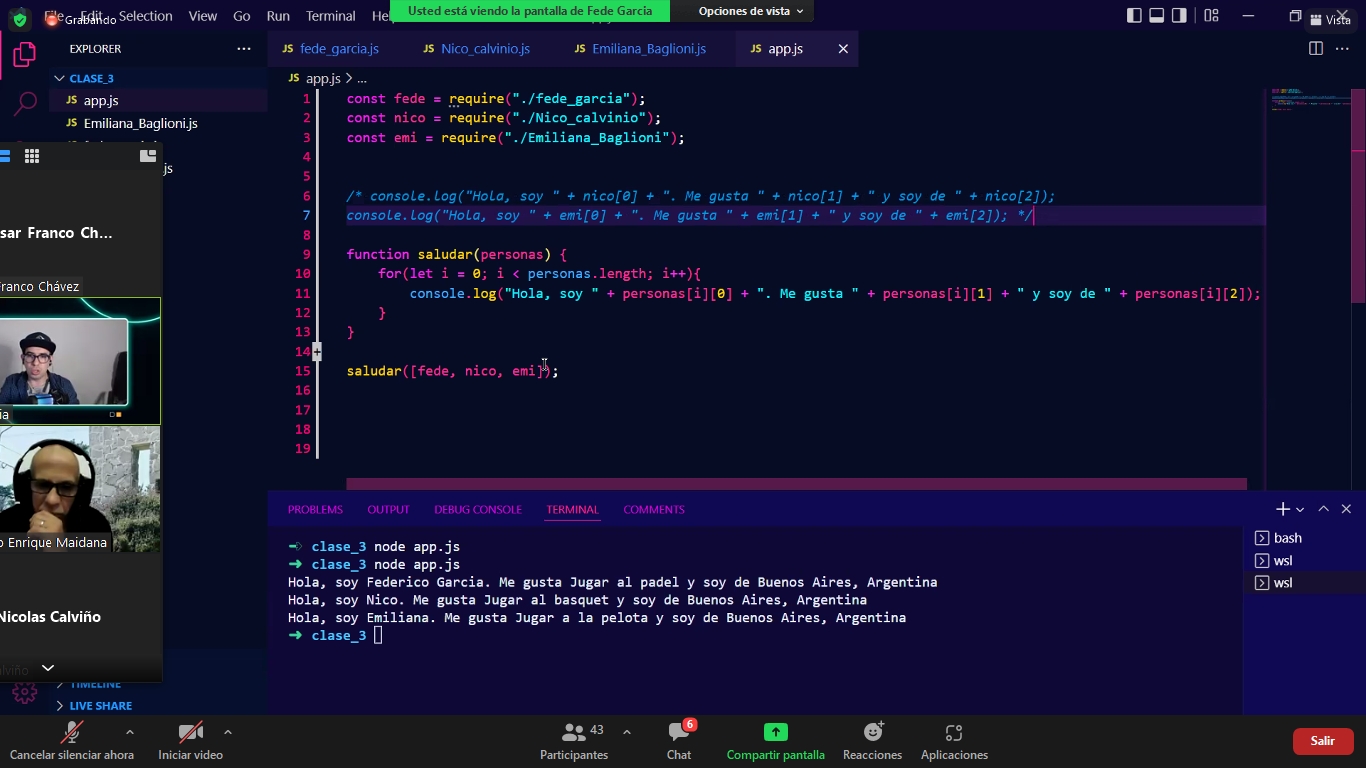 Grabando
File Edit Selection View Go Run Terminal
Usted está viendo la pantalla de Fede Garcia
Opciones de vista
Vista
EXPLORER
CLASE_3
JS app.js
JS Emiliana_Baglioni.js
JS fede_garcia.js
JS Nico_calvinio.js
JS Emiliana_Baglioni.js
JS app.js
JS app.js > ...
1 const fede = require("./fede_garcia");
2 const nico = require("./Nico_calvinio");
3 const emi = require("./Emiliana_Baglioni");
4
5
6 /* console.log("Hola, soy " + nico[0] + ". Me gusta " + nico[1] + " y soy de " + nico[2]);
7 console.log("Hola, soy " + emi[0] + ". Me gusta " + emi[1] + " y soy de " + emi[2]); */
8
9 function saludar(personas) {
10 for(let i = 0; i < personas.length; i++){
11 console.log("Hola, soy " + personas[i][0] + ". Me gusta " + personas[i][1] + " y soy de " + personas[i][2]);
12 }
13 }
14
15 saludar([fede, nico, emi]);
16
17
18
19
sar Franco Ch...
Franco Chávez
ia
o Enrique Maidana
Nicolas Calviño
TIMELINE
LIVE SHARE
PROBLEMS OUTPUT DEBUG CONSOLE TERMINAL COMMENTS
➜ clase_3 node app.js
➜ clase_3 node app.js
Hola, soy Federico Garcia. Me gusta Jugar al padel y soy de Buenos Aires, Argentina
Hola, soy Nico. Me gusta Jugar al basquet y soy de Buenos Aires, Argentina
Hola, soy Emiliana. Me gusta Jugar a la pelota y soy de Buenos Aires, Argentina
➜ clase_3
bash
wsl
wsl
Cancelar silenciar ahora
Iniciar video
43
Participantes
6
Chat
Compartir pantalla
Reacciones
Aplicaciones
Salir